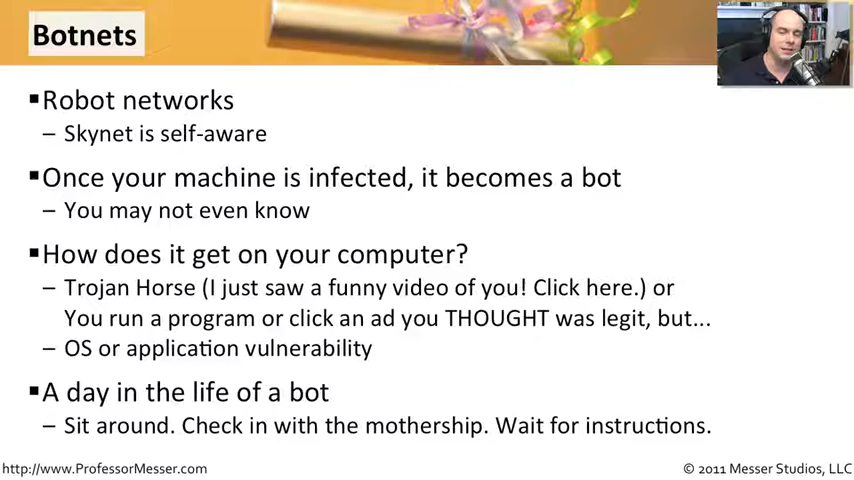 Botnets
▪Robot networks
– Skynet is self-aware
▪Once your machine is infected, it becomes a bot
– You may not even know
▪How does it get on your computer?
– Trojan Horse (I just saw a funny video of you! Click here.) or
You run a program or click an ad you THOUGHT was legit, but...
– OS or application vulnerability
▪A day in the life of a bot
– Sit around. Check in with the mothership. Wait for instructions.
http://www.ProfessorMesser.com
© 2011 Messer Studios, LLC